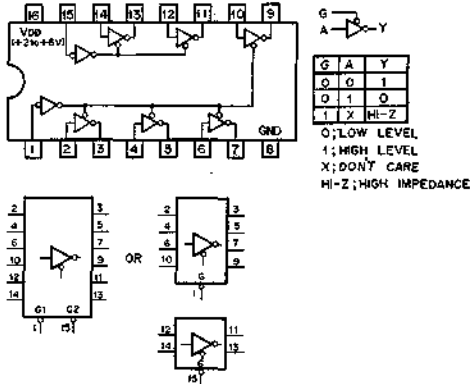 16 15 14 13 12 11 10 9
VDD
(+2 to +6V)
GND
1 2 3 4 5 6 7 8
G
A Y
G A Y
0 0 1
0 1 0
1 X HI-Z
0;LOW LEVEL
1;HIGH LEVEL
X;DON'T CARE
HI-Z;HIGH IMPEDANCE
2 3
4 5
6 7
10 9
12 11
14 13
G1 G2
1 15
OR
2 3
4 5
6 7
10 9
G
1
12 11
14 13
G
15